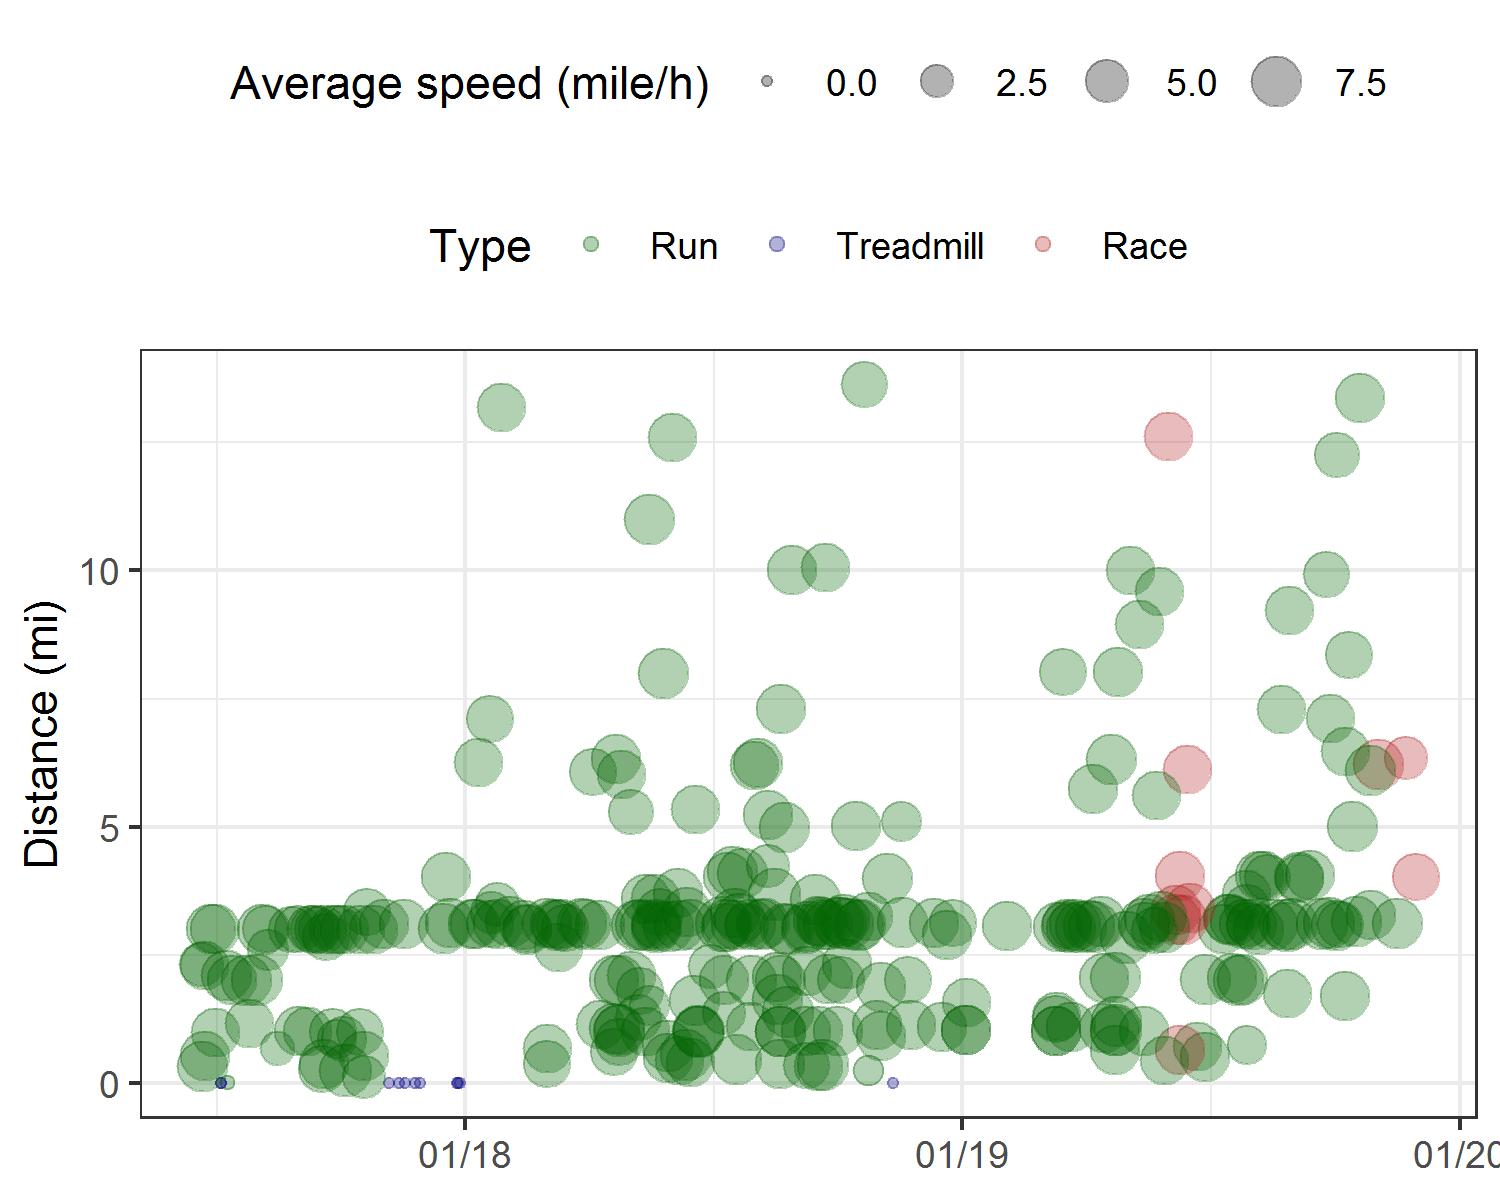 Average speed (mile/h) 0.0 2.5 5.0 7.5
Type Run Treadmill Race
Distance (mi)
10
5
0
01/18 01/19 01/20